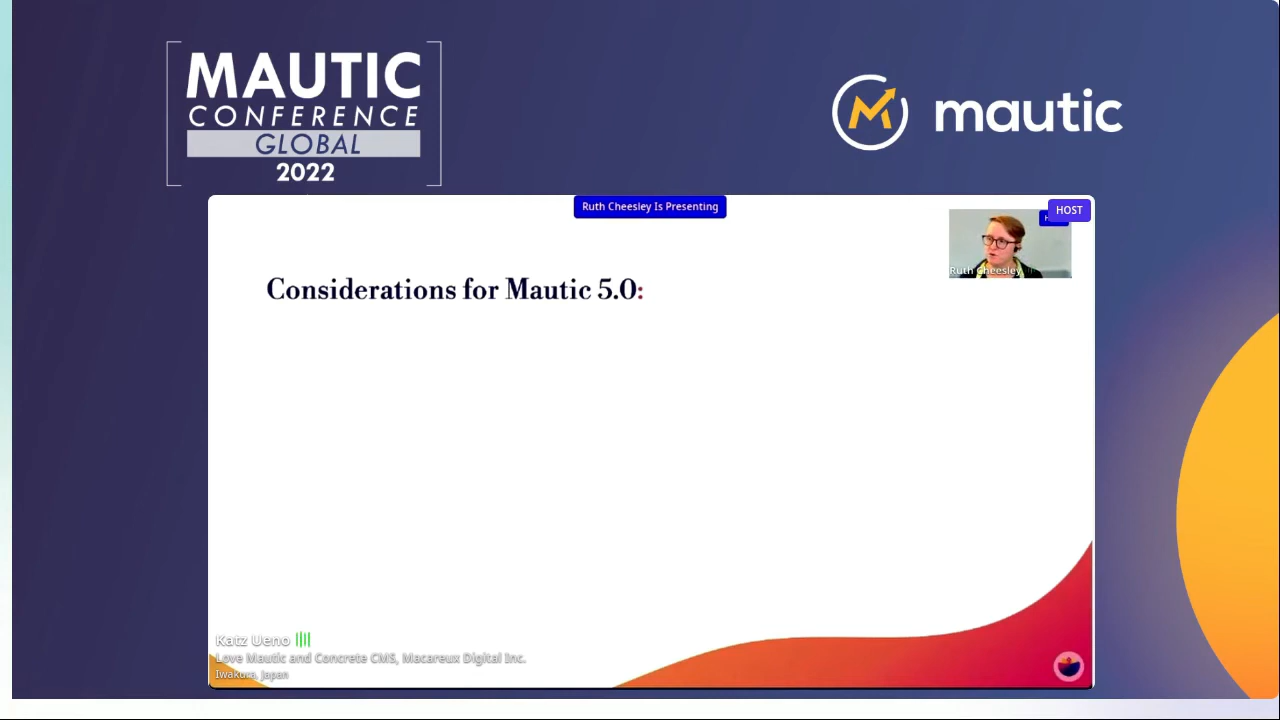 MAUTIC
CONFERENCE
GLOBAL
2022
mautic
Ruth Cheesley Is Presenting
HOST
Ruth Cheesley
Considerations for Mautic 5.0:
Katz Ueno
Love Mautic and Concrete CMS, Macareux Digital Inc.
Iwakura, Japan